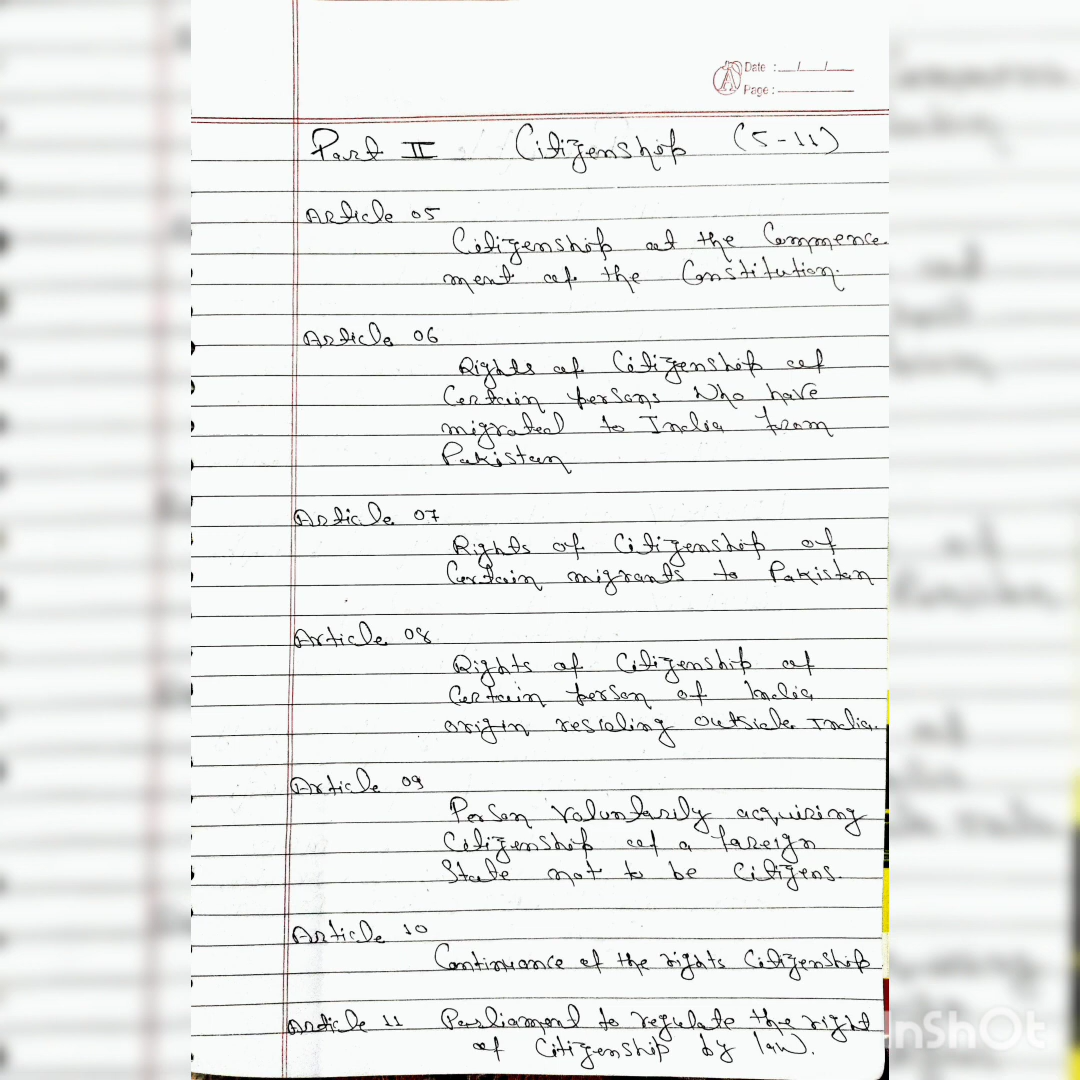 Date : __/__/__
Page :
Part II Citizenship (5-11)
Article 05
Citizenship at the Commence
ment of the Constitution.
Article 06
Rights of Citizenship of
Certain persons Who have
migrated to India from
Pakistan
Article 07
Rights of Citizenship of
Certain migrants to Pakistan
Article 08
Rights of Citizenship of
Certain person of India
origin residing outside India.
Article 09
Person Voluntarily acquiring
Citizenship of a foreign
State not to be Citizens.
Article 10
Continuance of the rights Citizenship
Article 11 Parliament to regulate the right
of Citizenship by law.
InShOt